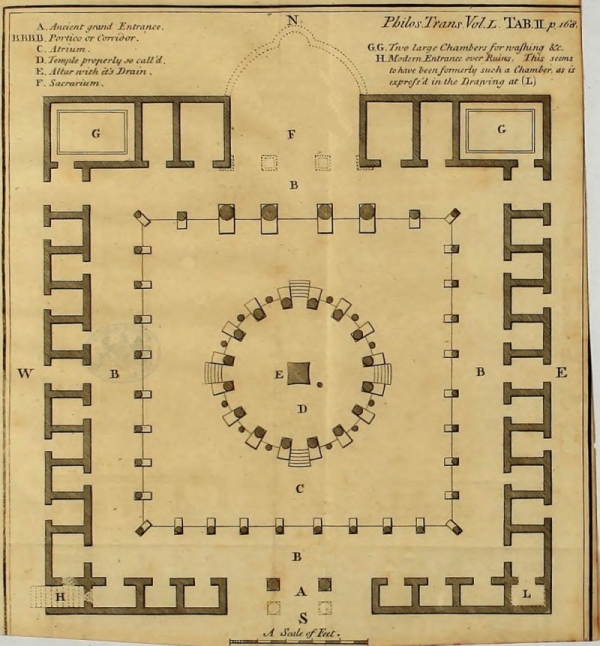 N
Philos. Trans. Vol. L. TAB. II. p. 168.
A. Ancient grand Entrance.
B.B.B.B. Portico or Corridor.
C. Atrium.
D. Temple properly so call'd.
E. Altar with it's Drain.
F. Sacrarium.
G.G. Two large Chambers for washing &c.
H. Modern Entrance over Ruins. This seems
to have been formerly such a Chamber, as is
express'd in the Drawing at (L)
G
F
G
B
W
B
E
D
B
E
C
B
H
A
L
S
A Scale of Feet.